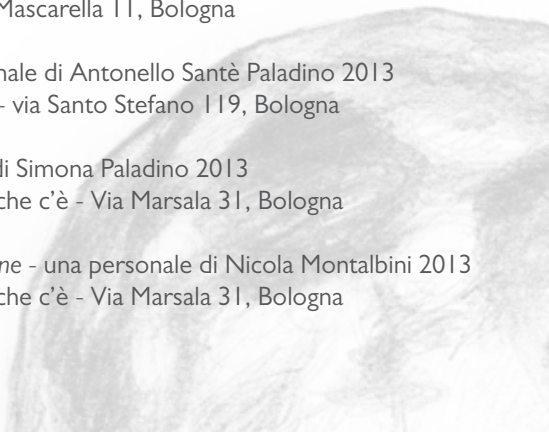 Mascarella 11, Bologna
nale di Antonello Santè Paladino 2013
- via Santo Stefano 119, Bologna
di Simona Paladino 2013
che c'è - Via Marsala 31, Bologna
ne - una personale di Nicola Montalbini 2013
che c'è - Via Marsala 31, Bologna